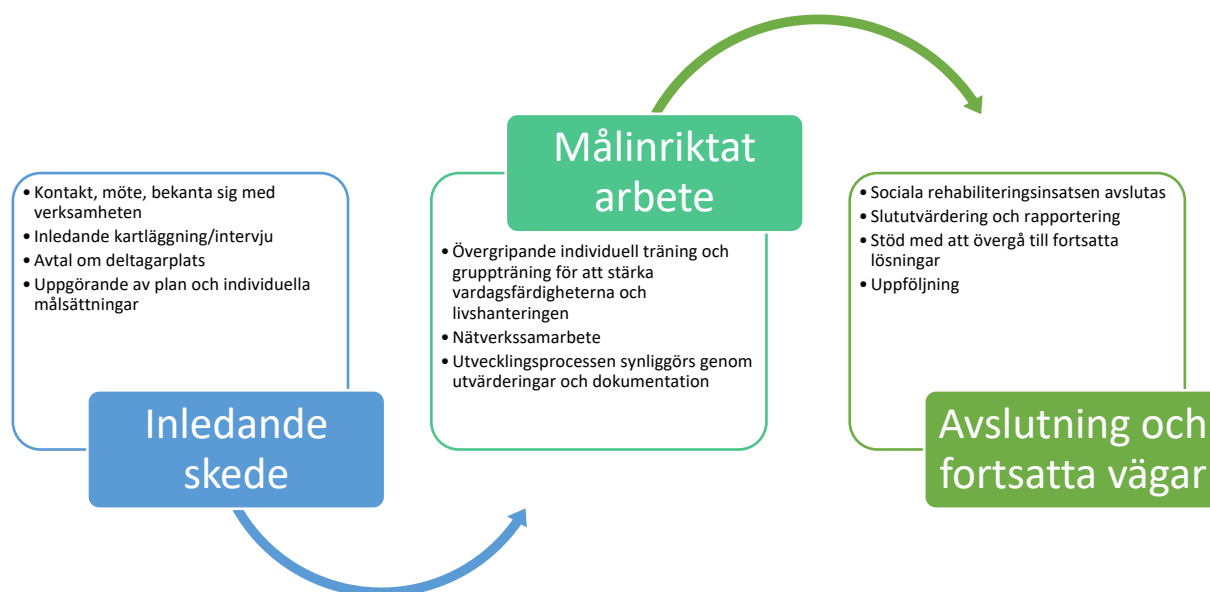 • Kontakt, möte, bekanta sig med
verksamheten
• Inledande kartläggning/intervju
• Avtal om deltagarplats
• Uppgörande av plan och individuella
målsättningar
Inledande
skede
Målinriktat
arbete
• Övergripande individuell träning och
gruppträning för att stärka
vardagsfärdigheterna och
livshanteringen
• Nätverkssamarbete
• Utvecklingsprocessen synliggörs genom
utvärderingar och dokumentation
• Sociala rehabiliteringsinsatsen avslutas
• Slututvärdering och rapportering
• Stöd med att övergå till fortsatta
lösningar
• Uppföljning
Avslutning och
fortsatta vägar